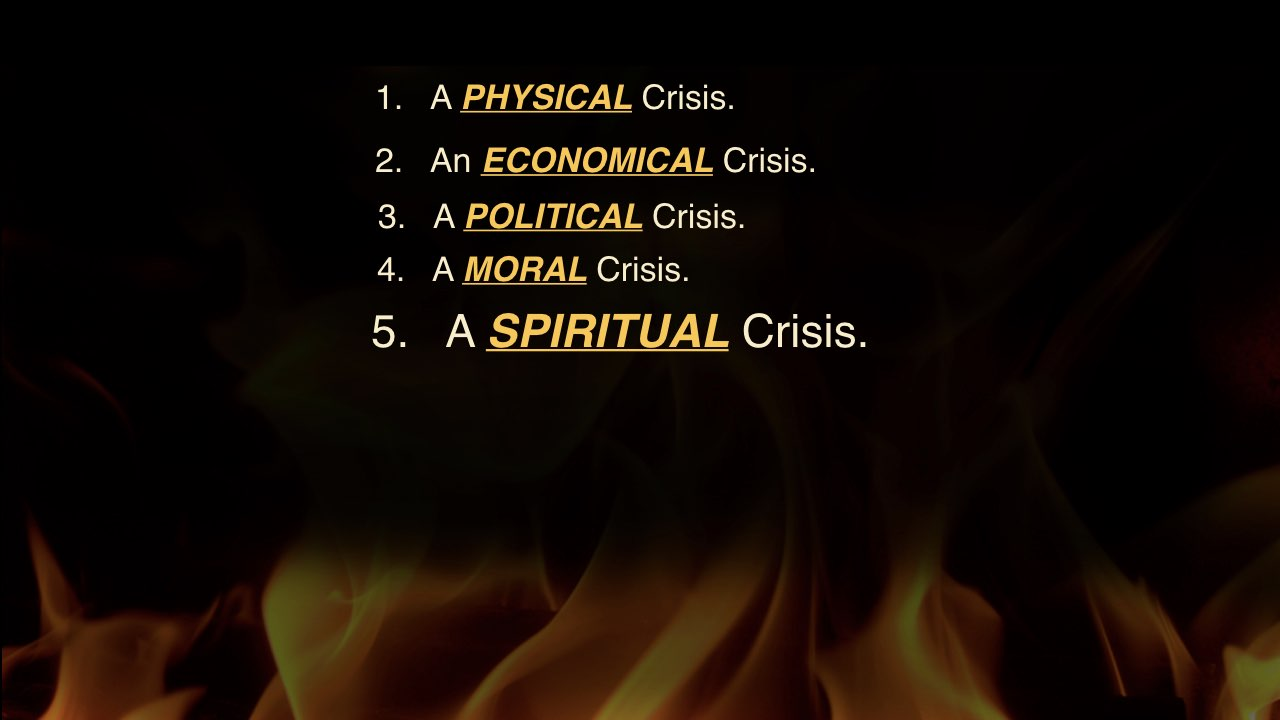 1. A PHYSICAL Crisis.
2. An ECONOMICAL Crisis.
3. A POLITICAL Crisis.
4. A MORAL Crisis.
5. A SPIRITUAL Crisis.